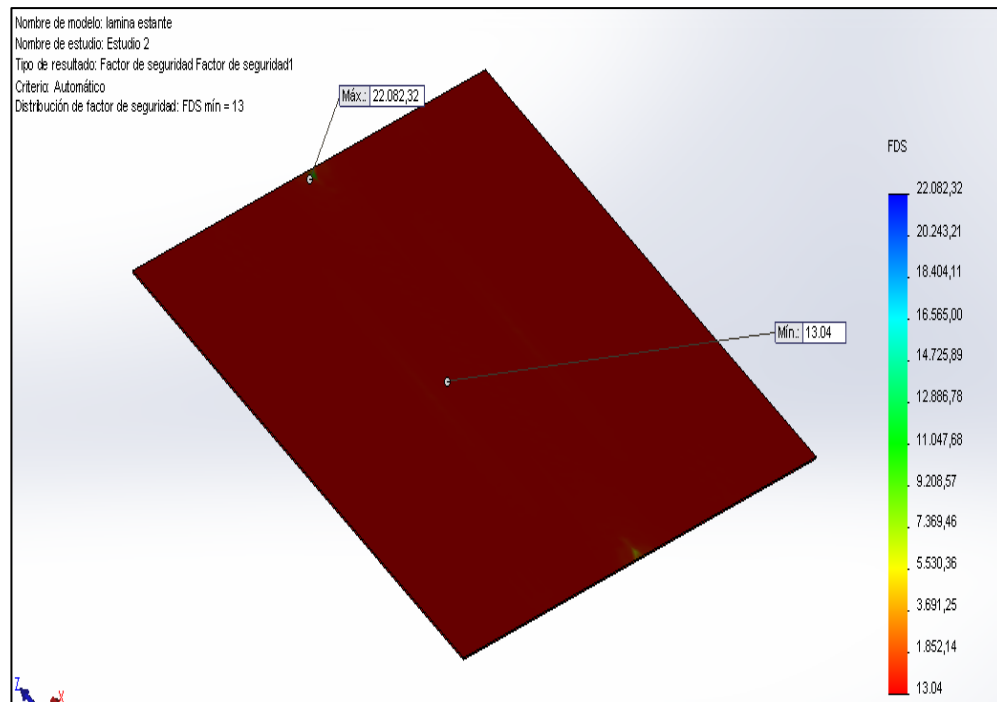 Nombre de modelo: lamina estante
Nombre de estudio: Estudio 2
Tipo de resultado: Factor de seguridad Factor de seguridad1
Criterio: Automático
Distribución de factor de seguridad: FDS mín = 13
Máx.: 22.082,32
Mín.: 13.04
FDS
22.082,32
20.243,21
18.404,11
16.565,00
14.725,89
12.886,78
11.047,68
9.208,57
7.369,46
5.530,36
3.691,25
1.852,14
13.04
Z
X